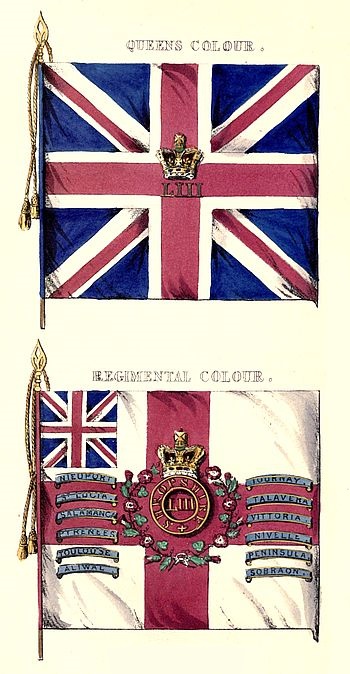 QUEENS COLOUR.
LIII
REGIMENTAL COLOUR.
NIEUPORT
ST LUCIA
SALAMANCA
PYRENEES
TOULOUSE
ALIWAL
SHROPSHIRE
LIII
TOURNAY
TALAVERA
VITTORIA
NIVELLE
PENINSULA
SOBRAON